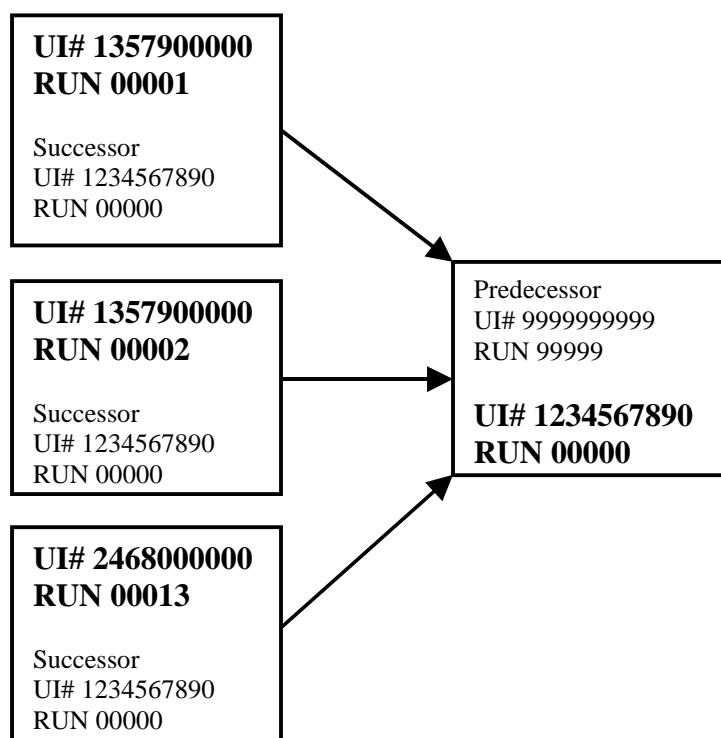 UI# 1357900000
RUN 00001
Successor
UI# 1234567890
RUN 00000
UI# 1357900000
RUN 00002
Successor
UI# 1234567890
RUN 00000
UI# 2468000000
RUN 00013
Successor
UI# 1234567890
RUN 00000
Predecessor
UI# 9999999999
RUN 99999
UI# 1234567890
RUN 00000